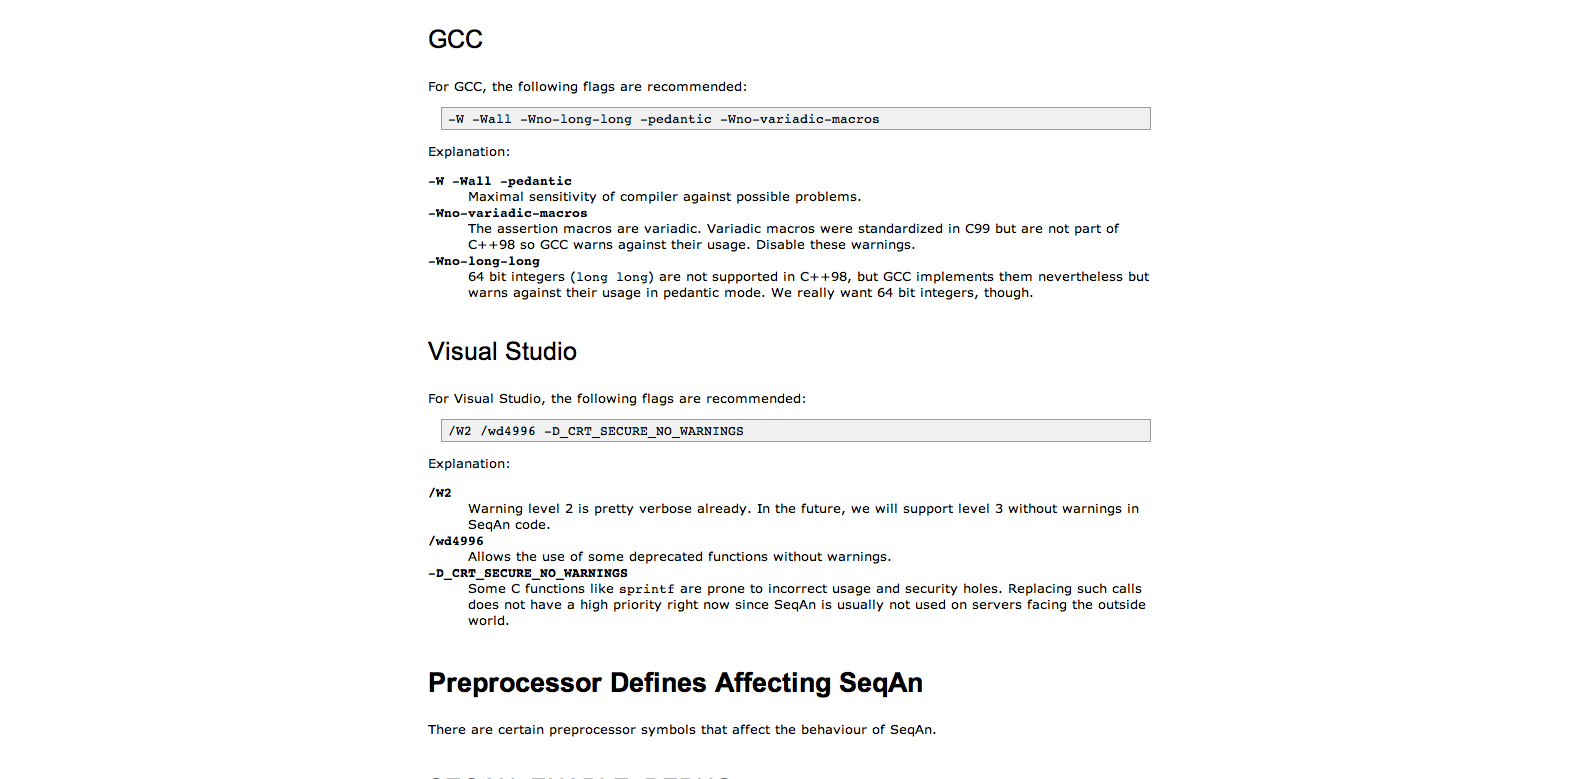 GCC
For GCC, the following flags are recommended:
-W -Wall -Wno-long-long -pedantic -Wno-variadic-macros
Explanation:
-W -Wall -pedantic
Maximal sensitivity of compiler against possible problems.
-Wno-variadic-macros
The assertion macros are variadic. Variadic macros were standardized in C99 but are not part of
C++98 so GCC warns against their usage. Disable these warnings.
-Wno-long-long
64 bit integers (long long) are not supported in C++98, but GCC implements them nevertheless but
warns against their usage in pedantic mode. We really want 64 bit integers, though.
Visual Studio
For Visual Studio, the following flags are recommended:
/W2 /wd4996 -D_CRT_SECURE_NO_WARNINGS
Explanation:
/W2
Warning level 2 is pretty verbose already. In the future, we will support level 3 without warnings in
SeqAn code.
/wd4996
Allows the use of some deprecated functions without warnings.
-D_CRT_SECURE_NO_WARNINGS
Some C functions like sprintf are prone to incorrect usage and security holes. Replacing such calls
does not have a high priority right now since SeqAn is usually not used on servers facing the outside
world.
Preprocessor Defines Affecting SeqAn
There are certain preprocessor symbols that affect the behaviour of SeqAn.